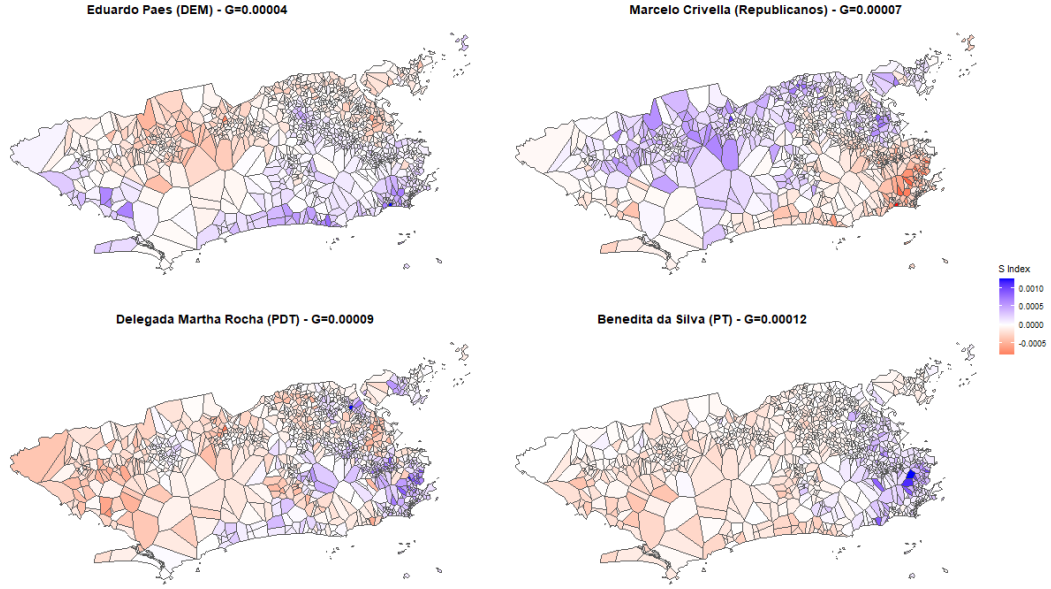 Eduardo Paes (DEM) - G=0.00004
Marcelo Crivella (Republicanos) - G=0.00007
S Index
0.0010
0.0005
0.0000
-0.0005
Delegada Martha Rocha (PDT) - G=0.00009
Benedita da Silva (PT) - G=0.00012